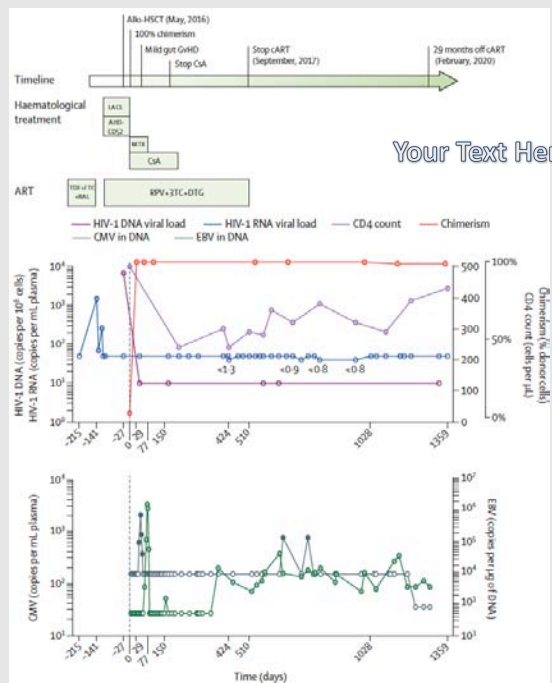 Allo-HSCT (May, 2016)
100% chimerism
Mild gut GvHD
Stop CsA
Stop cART
(September, 2017)
29 months off cART
(February, 2020)
Timeline
Haematological
treatment
LACE
Anti-
CD52
MTX
CsA
Your Text Her
ART
RPV+3TC+DTG
HIV-1 DNA viral load
HIV-1 RNA viral load
CD4 count
Chimerism
CMV in DNA
EBV in DNA
HIV-1 DNA (copies per 10⁶ cells)
HIV-1 RNA (copies per mL plasma)
10⁴
10³
10²
10¹
10⁰
500
400
300
200
100
0
100%
50%
0%
CD4 count (cells per μL)
Chimerism (% donor cells)
<1·3
<0·9
<0·8
<0·8
-215
-141
-27
0
29
77
150
424
510
1028
1359
CMV (copies per mL plasma)
10⁴
10³
10²
10¹
10⁷
10⁶
10⁵
10⁴
10³
EBV (copies per μg of DNA)
-215
-141
-27
0
29
77
150
424
510
1028
1359
Time (days)